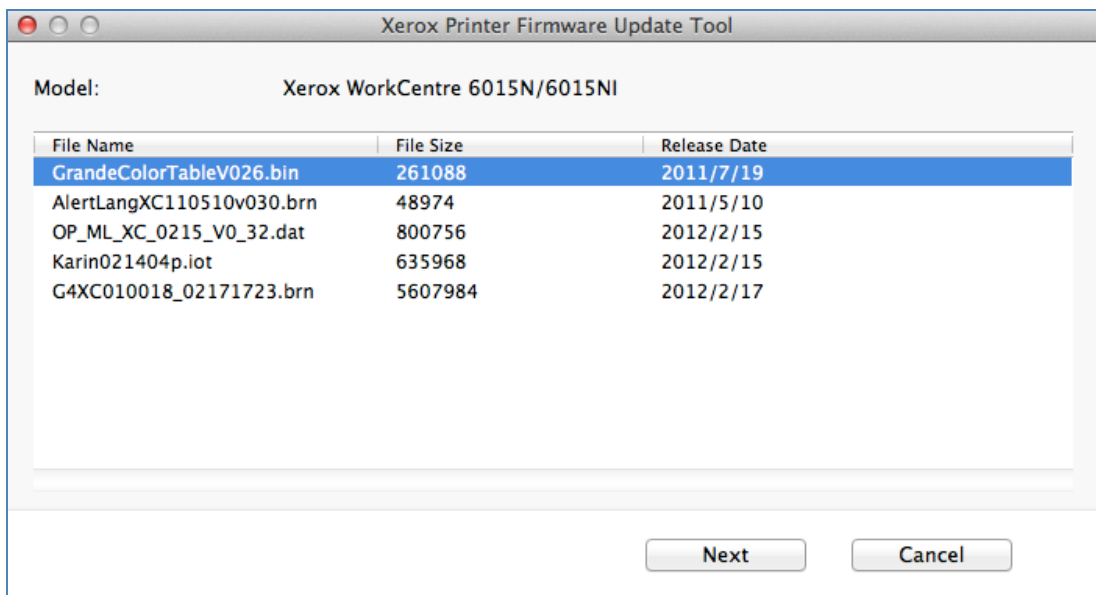 Xerox Printer Firmware Update Tool
Model: Xerox WorkCentre 6015N/6015NI
File Name File Size Release Date
GrandeColorTableV026.bin 261088 2011/7/19
AlertLangXC110510v030.brn 48974 2011/5/10
OP_ML_XC_0215_V0_32.dat 800756 2012/2/15
Karin021404p.iot 635968 2012/2/15
G4XC010018_02171723.brn 5607984 2012/2/17
Next Cancel